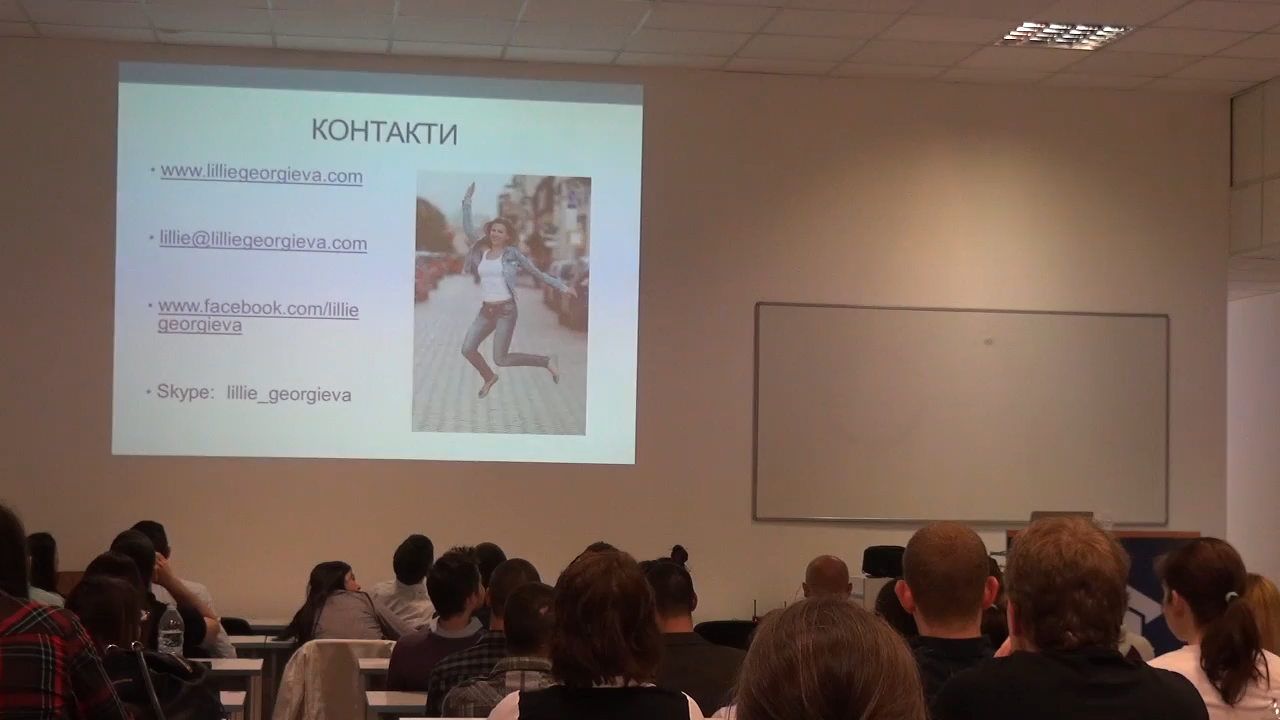 КОНТАКТИ
• www.lilliegeorgieva.com
• lillie@lilliegeorgieva.com
• www.facebook.com/lillie
georgieva
• Skype: lillie_georgieva